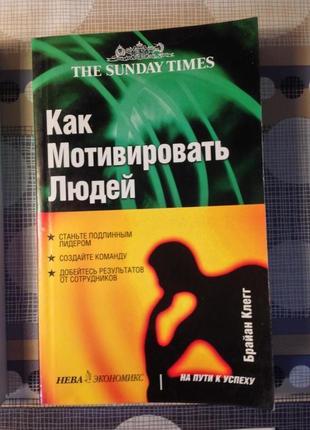 THE SUNDAY TIMES
Как
Мотивировать
Людей
★ СТАНЬТЕ ПОДЛИННЫМ
ЛИДЕРОМ
★ СОЗДАЙТЕ КОМАНДУ
★ ДОБЕЙТЕСЬ РЕЗУЛЬТАТОВ
ОТ СОТРУДНИКОВ
Брайан Клегг
НЕВА ЭКОНОМИКС
НА ПУТИ К УСПЕХУ